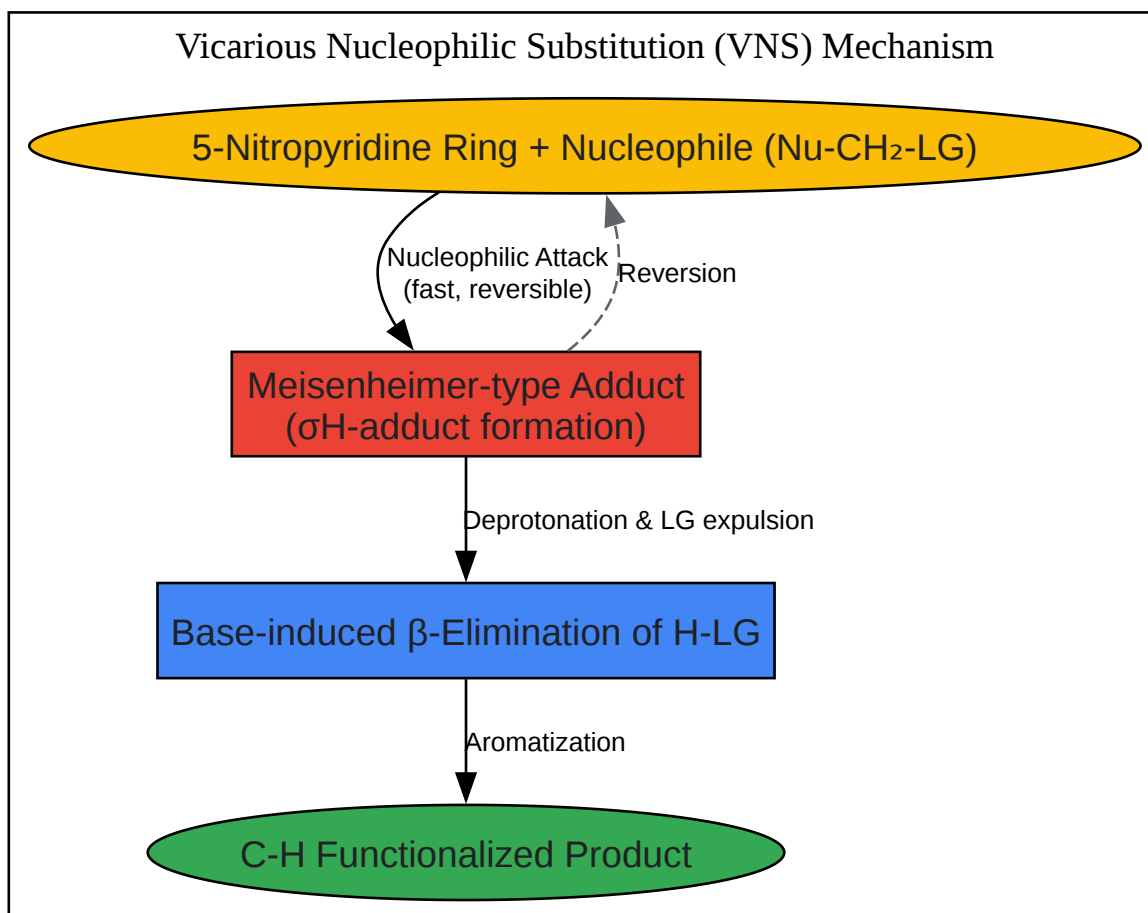 Vicarious Nucleophilic Substitution (VNS) Mechanism
5-Nitropyridine Ring + Nucleophile (Nu-CH₂-LG)
Nucleophilic Attack
(fast, reversible)
Reversion
Meisenheimer-type Adduct
(σH-adduct formation)
Deprotonation & LG expulsion
Base-induced β-Elimination of H-LG
Aromatization
C-H Functionalized Product